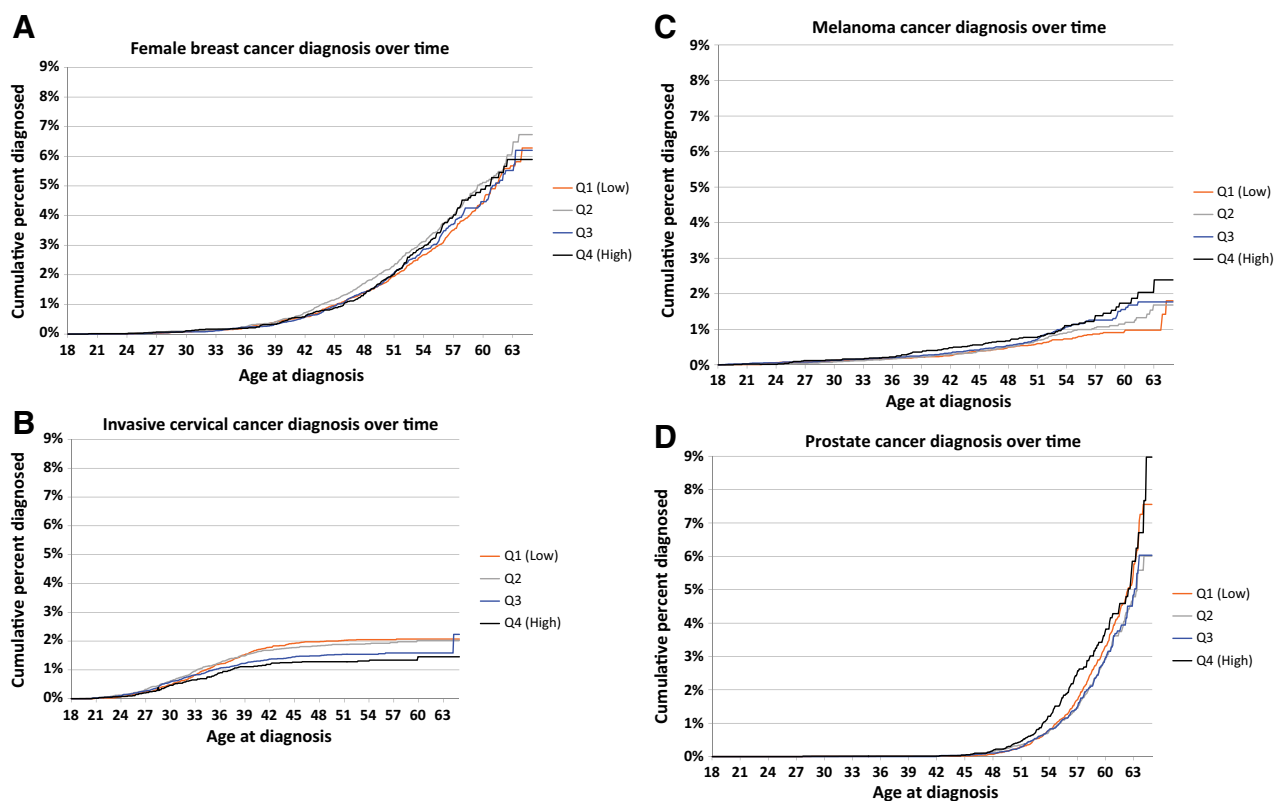 A
Female breast cancer diagnosis over time
Cumulative percent diagnosed
9%
8%
7%
6%
5%
4%
3%
2%
1%
0%
18 21 24 27 30 33 36 39 42 45 48 51 54 57 60 63
Age at diagnosis
Q1 (Low)
Q2
Q3
Q4 (High)
B
Invasive cervical cancer diagnosis over time
Cumulative percent diagnosed
9%
8%
7%
6%
5%
4%
3%
2%
1%
0%
18 21 24 27 30 33 36 39 42 45 48 51 54 57 60 63
Age at diagnosis
Q1 (Low)
Q2
Q3
Q4 (High)
C
Melanoma cancer diagnosis over time
Cumulative percent diagnosed
9%
8%
7%
6%
5%
4%
3%
2%
1%
0%
18 21 24 27 30 33 36 39 42 45 48 51 54 57 60 63
Age at diagnosis
Q1 (Low)
Q2
Q3
Q4 (High)
D
Prostate cancer diagnosis over time
Cumulative percent diagnosed
9%
8%
7%
6%
5%
4%
3%
2%
1%
0%
18 21 24 27 30 33 36 39 42 45 48 51 54 57 60 63
Age at diagnosis
Q1 (Low)
Q2
Q3
Q4 (High)